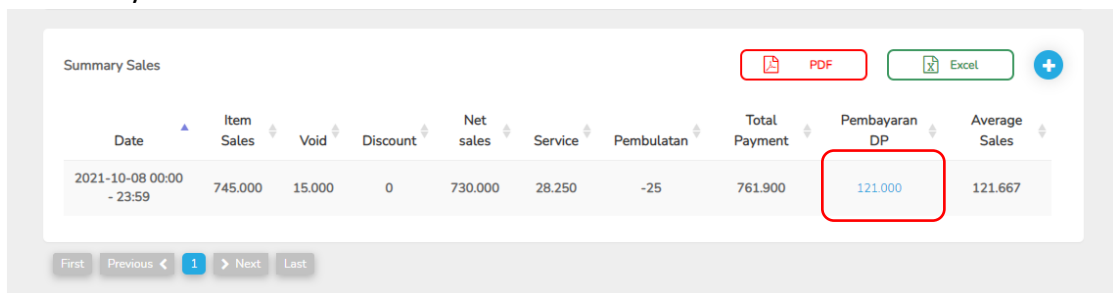 Summary Sales
PDF
Excel
Date
Item Sales
Void
Discount
Net sales
Service
Pembulatan
Total Payment
Pembayaran DP
Average Sales
2021-10-08 00:00 - 23:59
745.000
15.000
0
730.000
28.250
-25
761.900
121.000
121.667
First
Previous
1
Next
Last